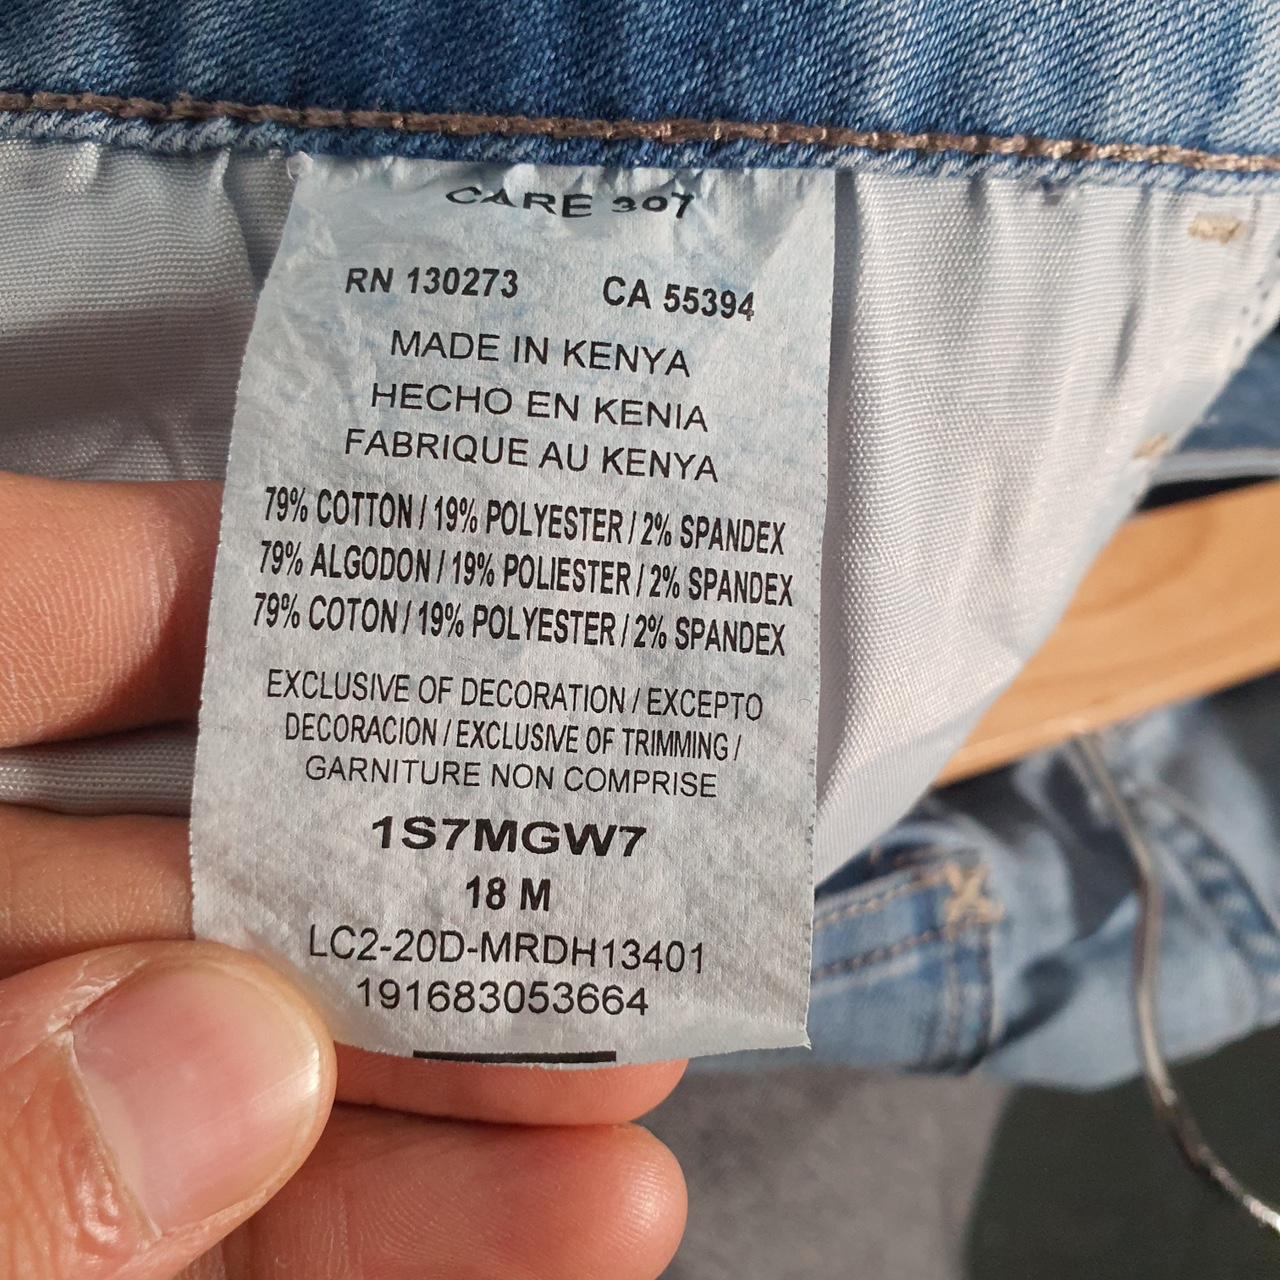 CARE 307
RN 130273 CA 55394
MADE IN KENYA
HECHO EN KENIA
FABRIQUE AU KENYA
79% COTTON / 19% POLYESTER / 2% SPANDEX
79% ALGODON / 19% POLIESTER / 2% SPANDEX
79% COTON / 19% POLYESTER / 2% SPANDEX
EXCLUSIVE OF DECORATION / EXCEPTO
DECORACION / EXCLUSIVE OF TRIMMING /
GARNITURE NON COMPRISE
1S7MGW7
18 M
LC2-20D-MRDH13401
191683053664